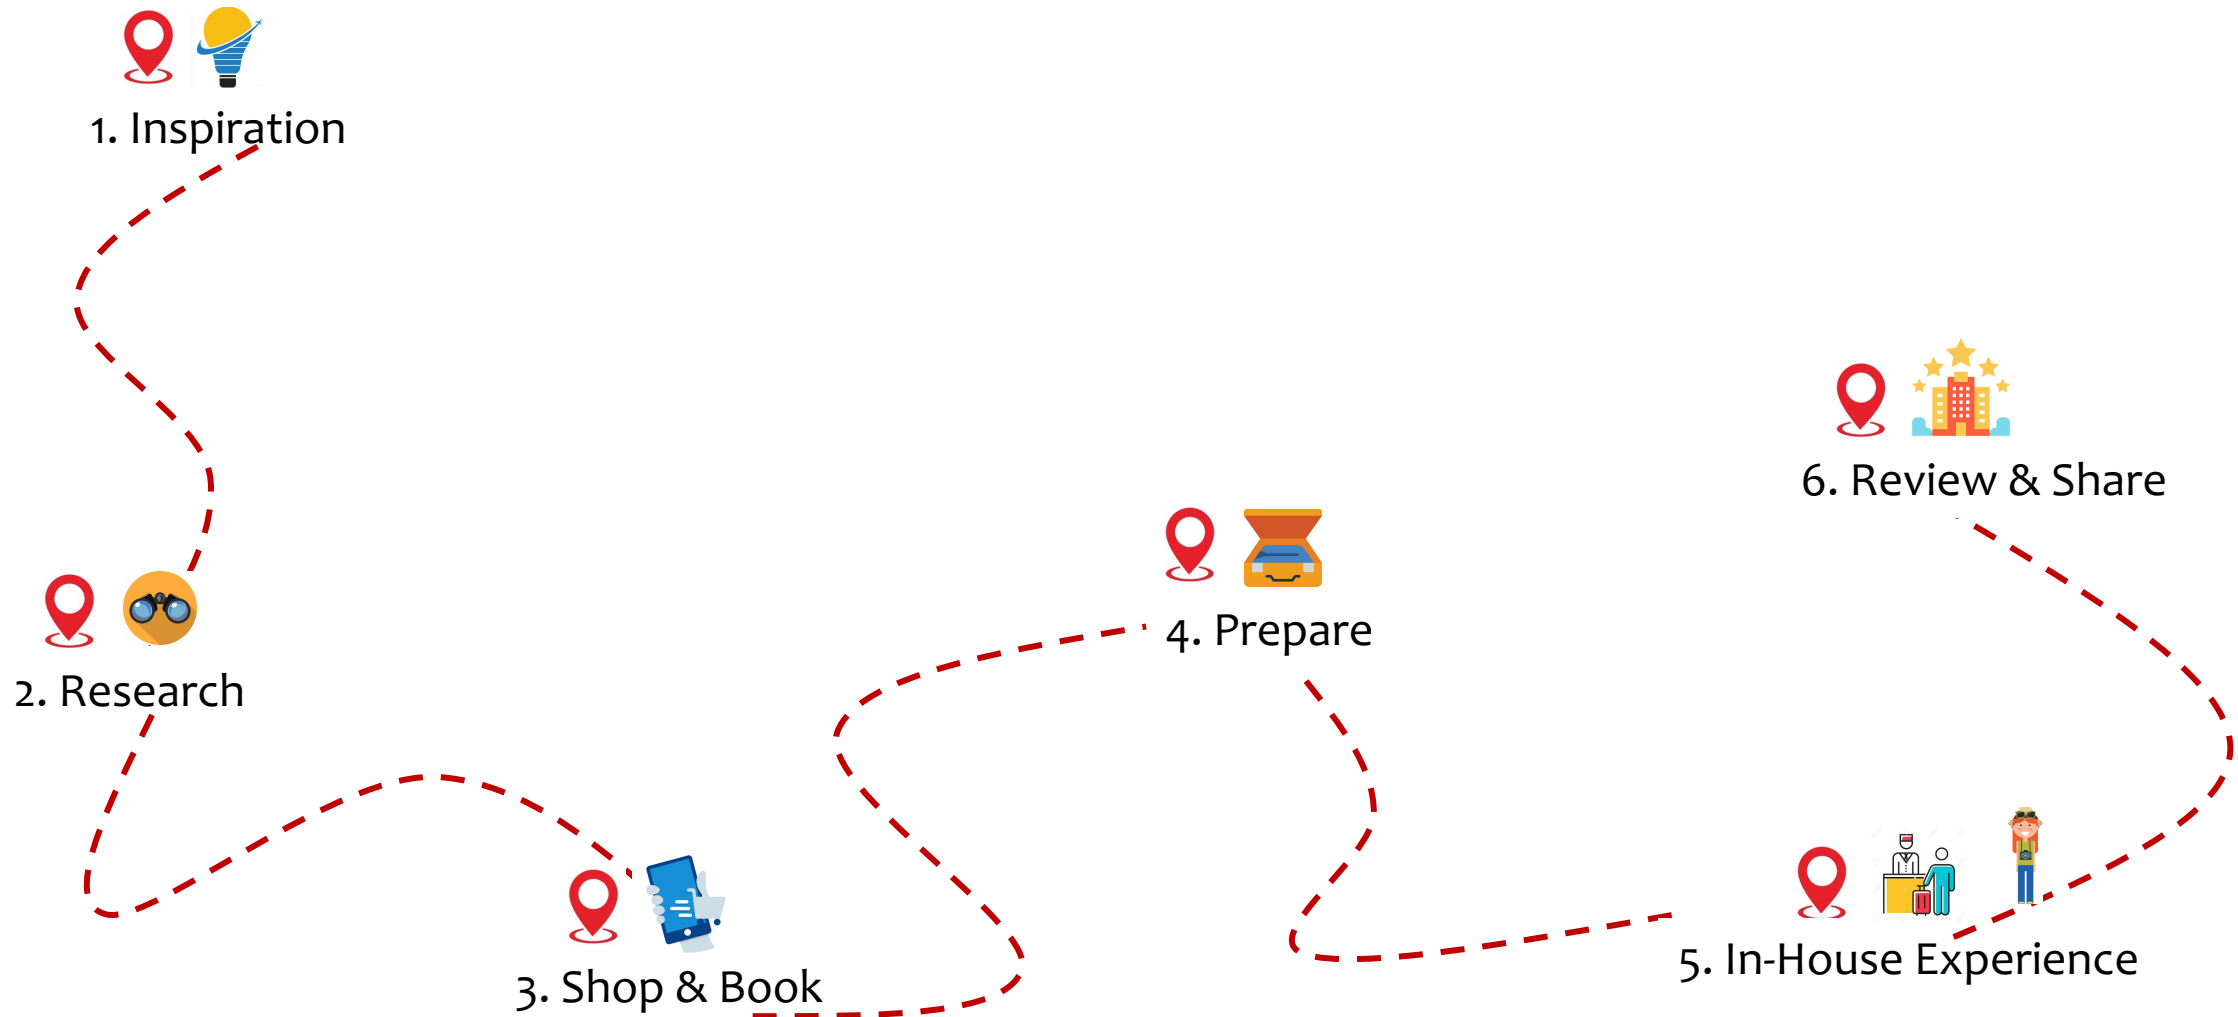 1. Inspiration
2. Research
3. Shop & Book
4. Prepare
5. In-House Experience
6. Review & Share